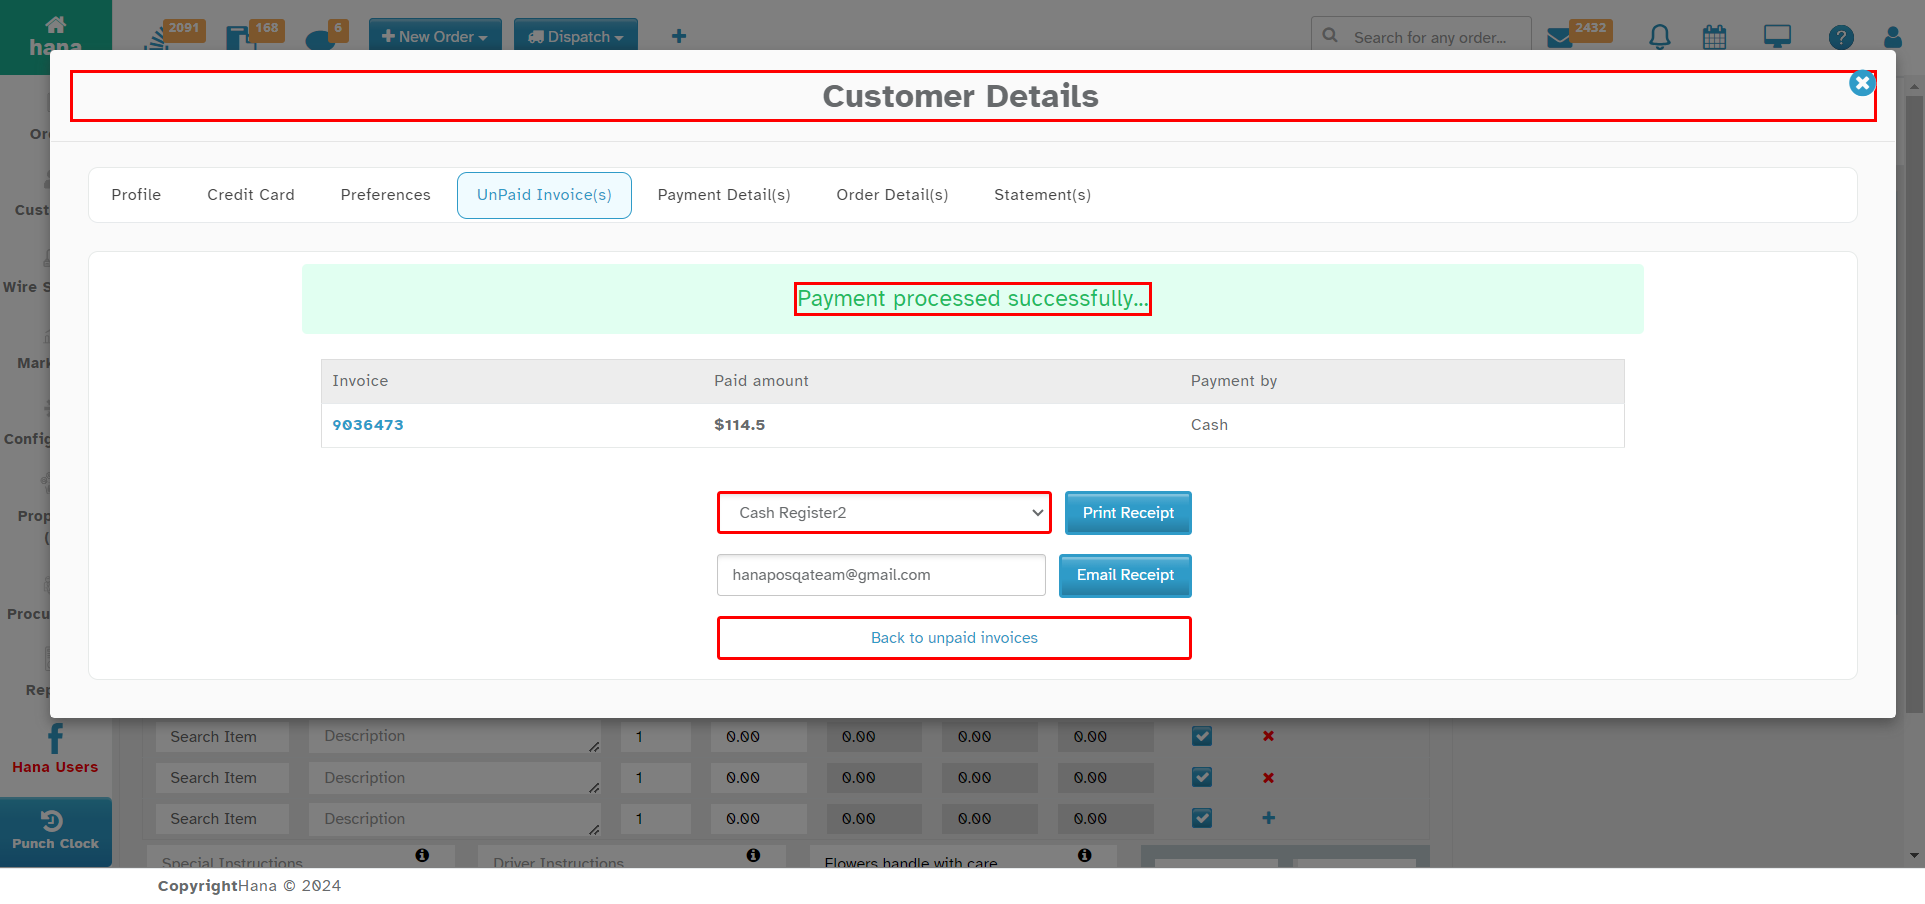 2091 168 6 New Order Dispatch Search for any order... 2432
hana
Customer Details
Profile Credit Card Preferences UnPaid Invoice(s) Payment Detail(s) Order Detail(s) Statement(s)
Payment processed successfully...
Invoice Paid amount Payment by
9036473 $114.5 Cash
Cash Register2 Print Receipt
hanaposqateam@gmail.com Email Receipt
Back to unpaid invoices
Or
Cust
Wire S
Mark
Config
Prop
(
Procu
Rep
Hana Users
Punch Clock
Search Item Description 1 0.00 0.00 0.00 0.00
Search Item Description 1 0.00 0.00 0.00 0.00
Search Item Description 1 0.00 0.00 0.00 0.00
Special Instructions Driver Instructions Flowers handle with care
CopyrightHana © 2024